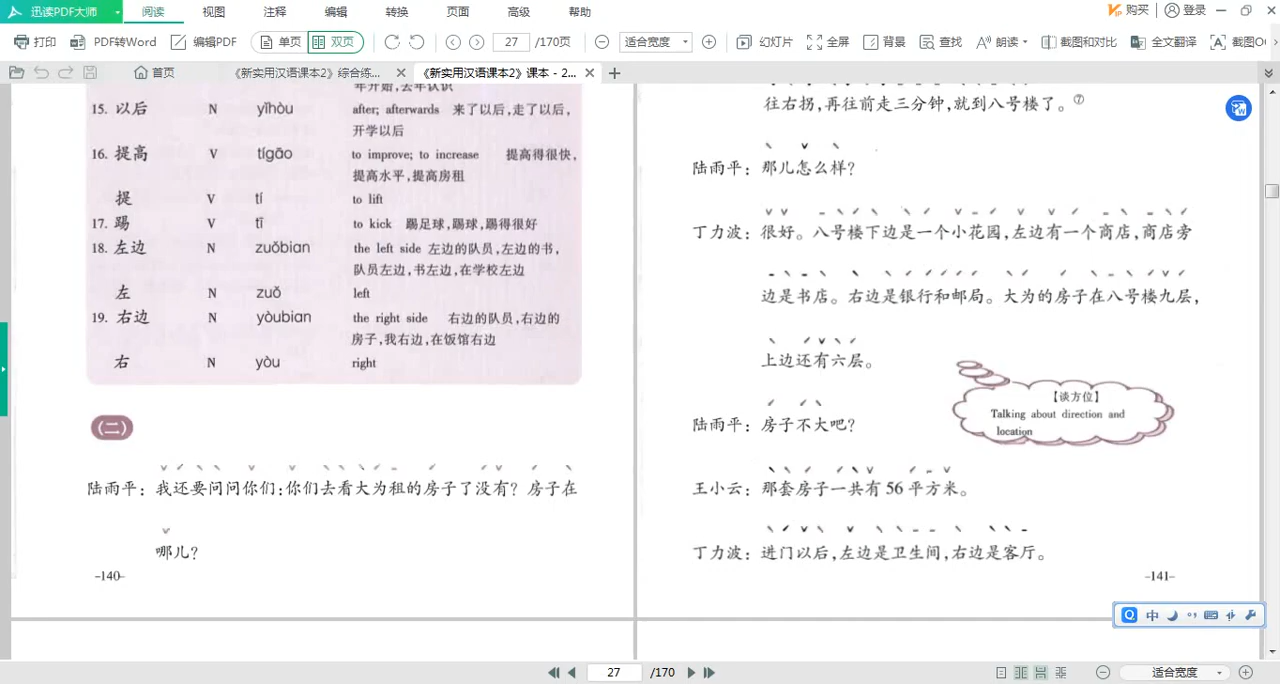 迅读PDF大师
阅读
视图
注释
编辑
转换
页面
高级
帮助
购买
登录
打印
PDF转Word
编辑PDF
单页
双页
27
/170页
适合宽度
幻灯片
全屏
背景
查找
朗读
截图和对比
全文翻译
首页
《新实用汉语课本2》综合练...
《新实用汉语课本2》课本 - 2...
年开始,去年认识
15. 以后 N yǐhòu after; afterwards 来了以后,走了以后,
开学以后
16. 提高 V tígāo to improve; to increase 提高得很快,
提高水平,提高房租
提 V tí to lift
17. 踢 V tī to kick 踢足球,踢球,踢得很好
18. 左边 N zuǒbian the left side 左边的队员,左边的书,
队员左边,书左边,在学校左边
左 N zuǒ left
19. 右边 N yòubian the right side 右边的队员,右边的
房子,我右边,在饭馆右边
右 N yòu right
(二)
陆雨平: 我还要问问你们:你们去看大为租的房子了没有? 房子在
哪儿?
-140-
往右拐,再往前走三分钟,就到八号楼了。⑦
陆雨平: 那儿怎么样?
丁力波: 很好。八号楼下边是一个小花园,左边有一个商店,商店旁
边是书店。右边是银行和邮局。大为的房子在八号楼九层,
上边还有六层。
【谈方位】
Talking about direction and
location
陆雨平: 房子不大吧?
王小云: 那套房子一共有 56 平方米。
丁力波: 进门以后,左边是卫生间,右边是客厅。
-141-
中
27
/170
适合宽度